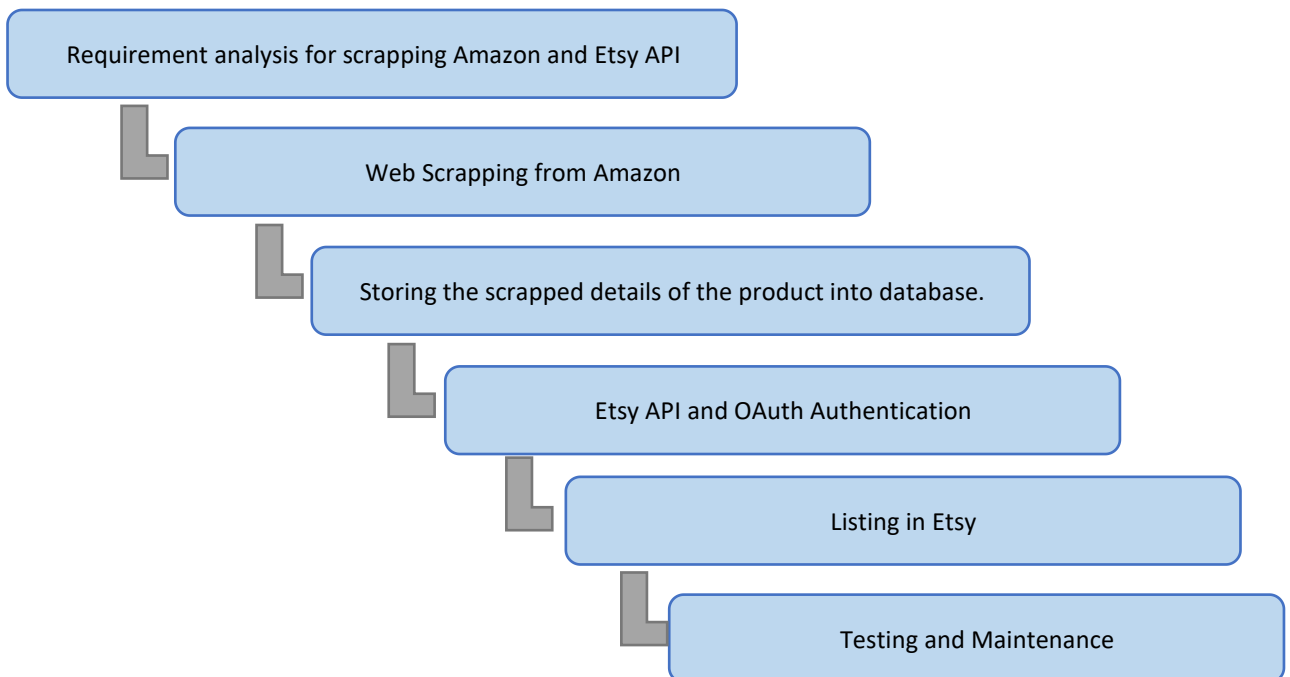 Requirement analysis for scrapping Amazon and Etsy API
Web Scrapping from Amazon
Storing the scrapped details of the product into database.
Etsy API and OAuth Authentication
Listing in Etsy
Testing and Maintenance